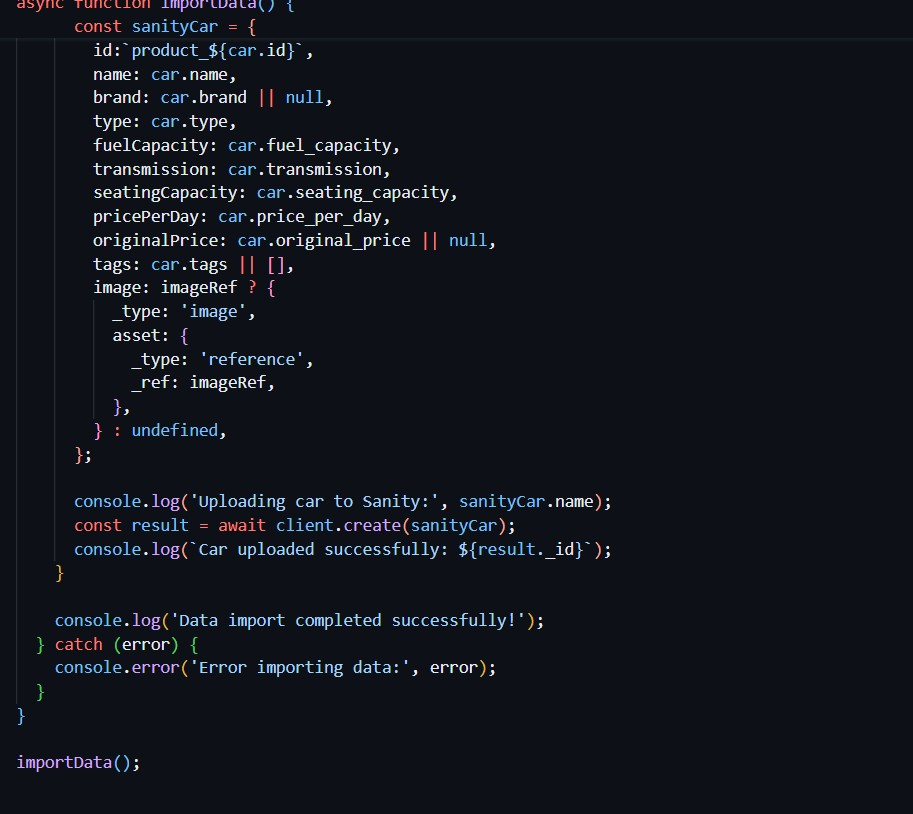 async function importData() {
const sanityCar = {
id:`product_${car.id}`,
name: car.name,
brand: car.brand || null,
type: car.type,
fuelCapacity: car.fuel_capacity,
transmission: car.transmission,
seatingCapacity: car.seating_capacity,
pricePerDay: car.price_per_day,
originalPrice: car.original_price || null,
tags: car.tags || [],
image: imageRef ? {
_type: 'image',
asset: {
_type: 'reference',
_ref: imageRef,
},
} : undefined,
};
console.log('Uploading car to Sanity:', sanityCar.name);
const result = await client.create(sanityCar);
console.log(`Car uploaded successfully: ${result._id}`);
}
console.log('Data import completed successfully!');
} catch (error) {
console.error('Error importing data:', error);
}
}
importData();